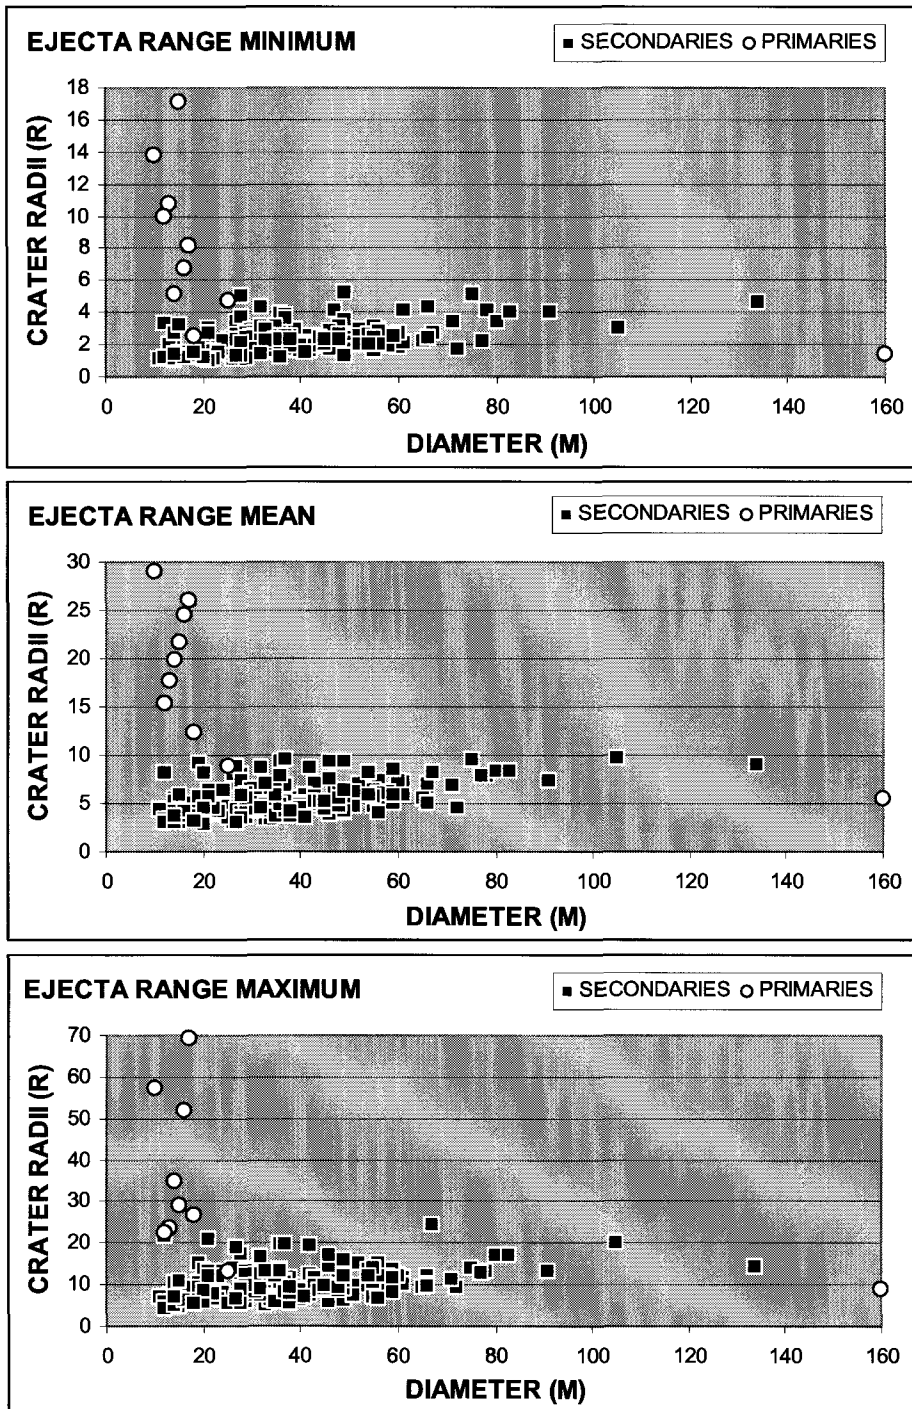 EJECTA RANGE MINIMUM
■ SECONDARIES ○ PRIMARIES
CRATER RADII (R)
18
16
14
12
10
8
6
4
2
0
0 20 40 60 80 100 120 140 160
DIAMETER (M)
EJECTA RANGE MEAN
■ SECONDARIES ○ PRIMARIES
CRATER RADII (R)
30
25
20
15
10
5
0
0 20 40 60 80 100 120 140 160
DIAMETER (M)
EJECTA RANGE MAXIMUM
■ SECONDARIES ○ PRIMARIES
CRATER RADII (R)
70
60
50
40
30
20
10
0
0 20 40 60 80 100 120 140 160
DIAMETER (M)